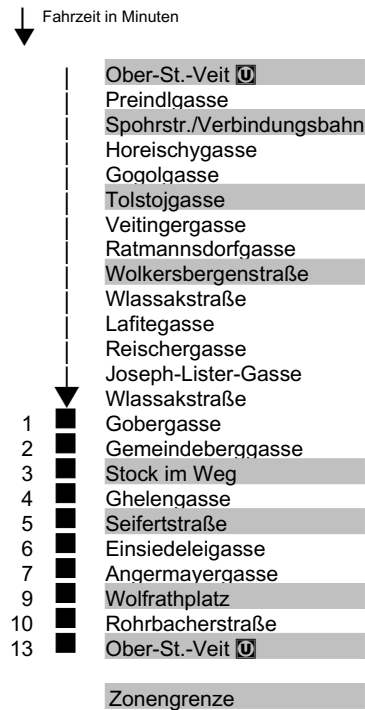 Fahrzeit in Minuten
Ober-St.-Veit U
Preindlgasse
Spohrstr./Verbindungsbahn
Horeischygasse
Gogolgasse
Tolstojgasse
Veitingergasse
Ratmannsdorfgasse
Wolkersbergenstraße
Wlassakstraße
Lafitegasse
Reischergasse
Joseph-Lister-Gasse
Wlassakstraße
1 Gobergasse
2 Gemeindeberggasse
3 Stock im Weg
4 Ghelengasse
5 Seifertstraße
6 Einsiedeleigasse
7 Angermayergasse
9 Wolfrathplatz
10 Rohrbacherstraße
13 Ober-St.-Veit U
Zonengrenze